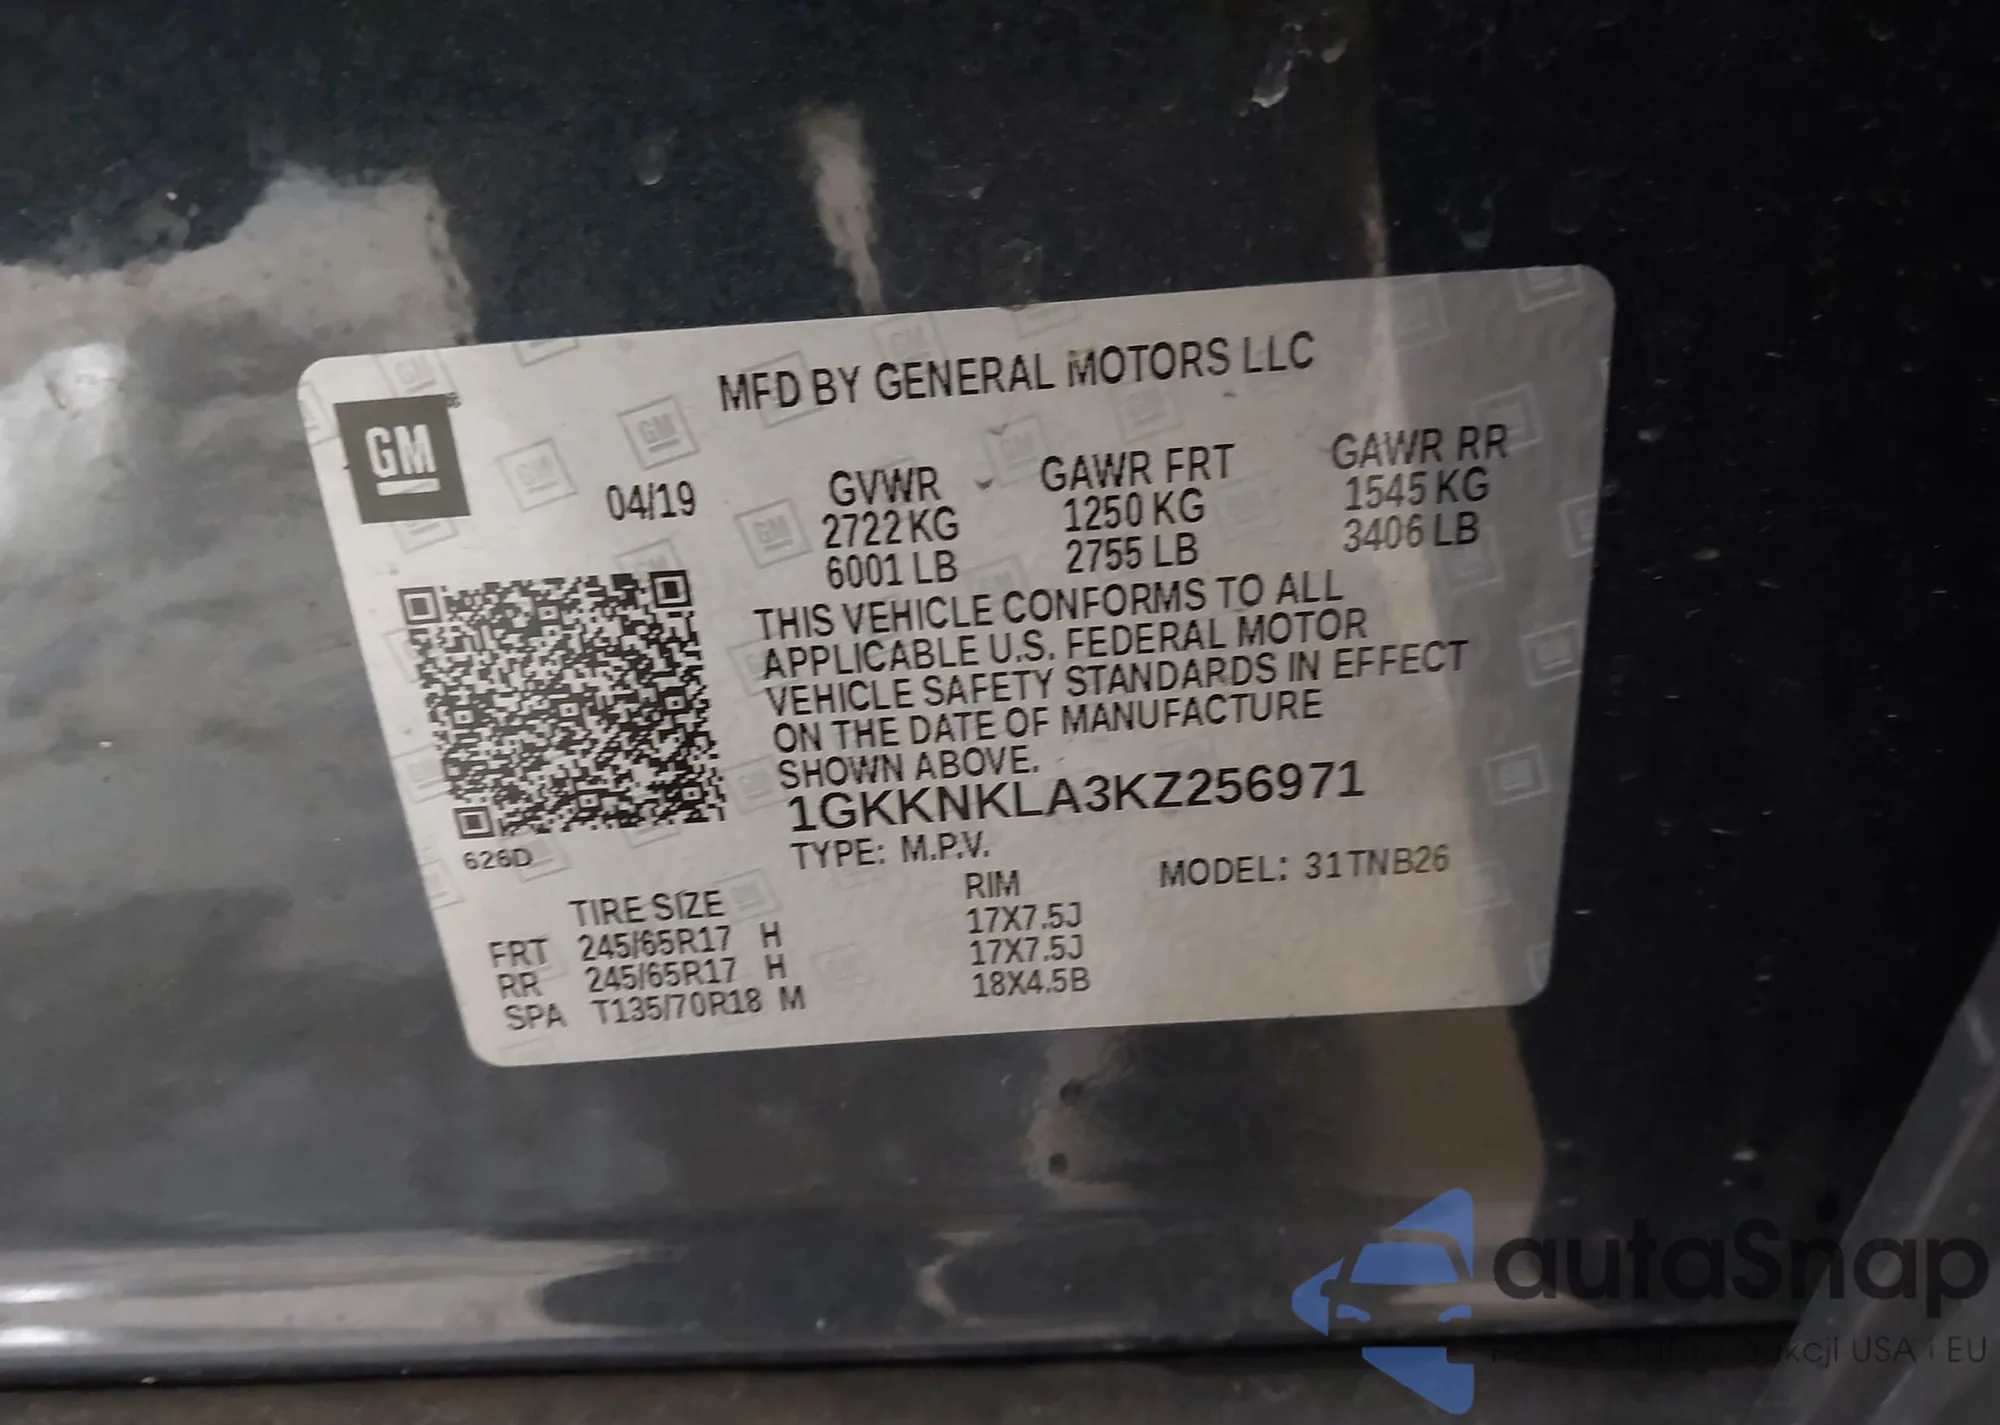 MFD BY GENERAL MOTORS LLC
GM
04/19
GVWR GAWR FRT GAWR RR
2722 KG 1250 KG 1545 KG
6001 LB 2755 LB 3406 LB
THIS VEHICLE CONFORMS TO ALL
APPLICABLE U.S. FEDERAL MOTOR
VEHICLE SAFETY STANDARDS IN EFFECT
ON THE DATE OF MANUFACTURE
SHOWN ABOVE.
1GKKNKLA3KZ256971
626D
TYPE: M.P.V. MODEL: 31TNB26
TIRE SIZE RIM
FRT 245/65R17 H 17X7.5J
RR 245/65R17 H 17X7.5J
SPA T135/70R18 M 18X4.5B
autaSnap
USA i EU